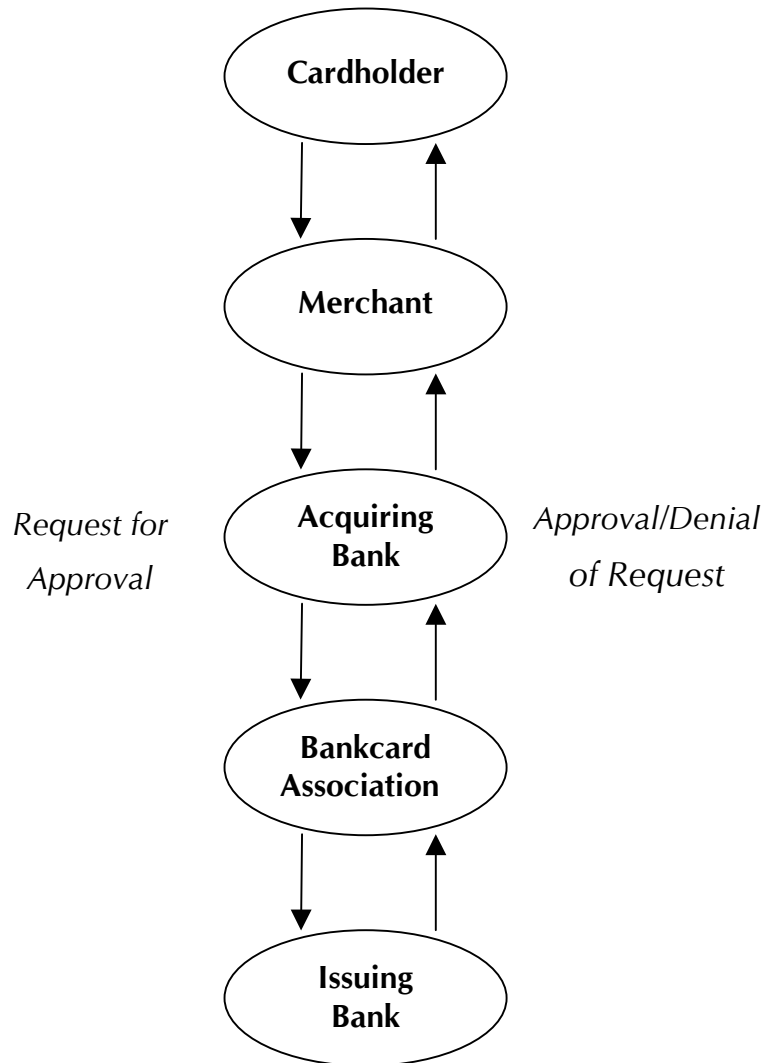 Cardholder
Merchant
Acquiring
Bank
Request for
Approval
Approval/Denial
of Request
Bankcard
Association
Issuing
Bank